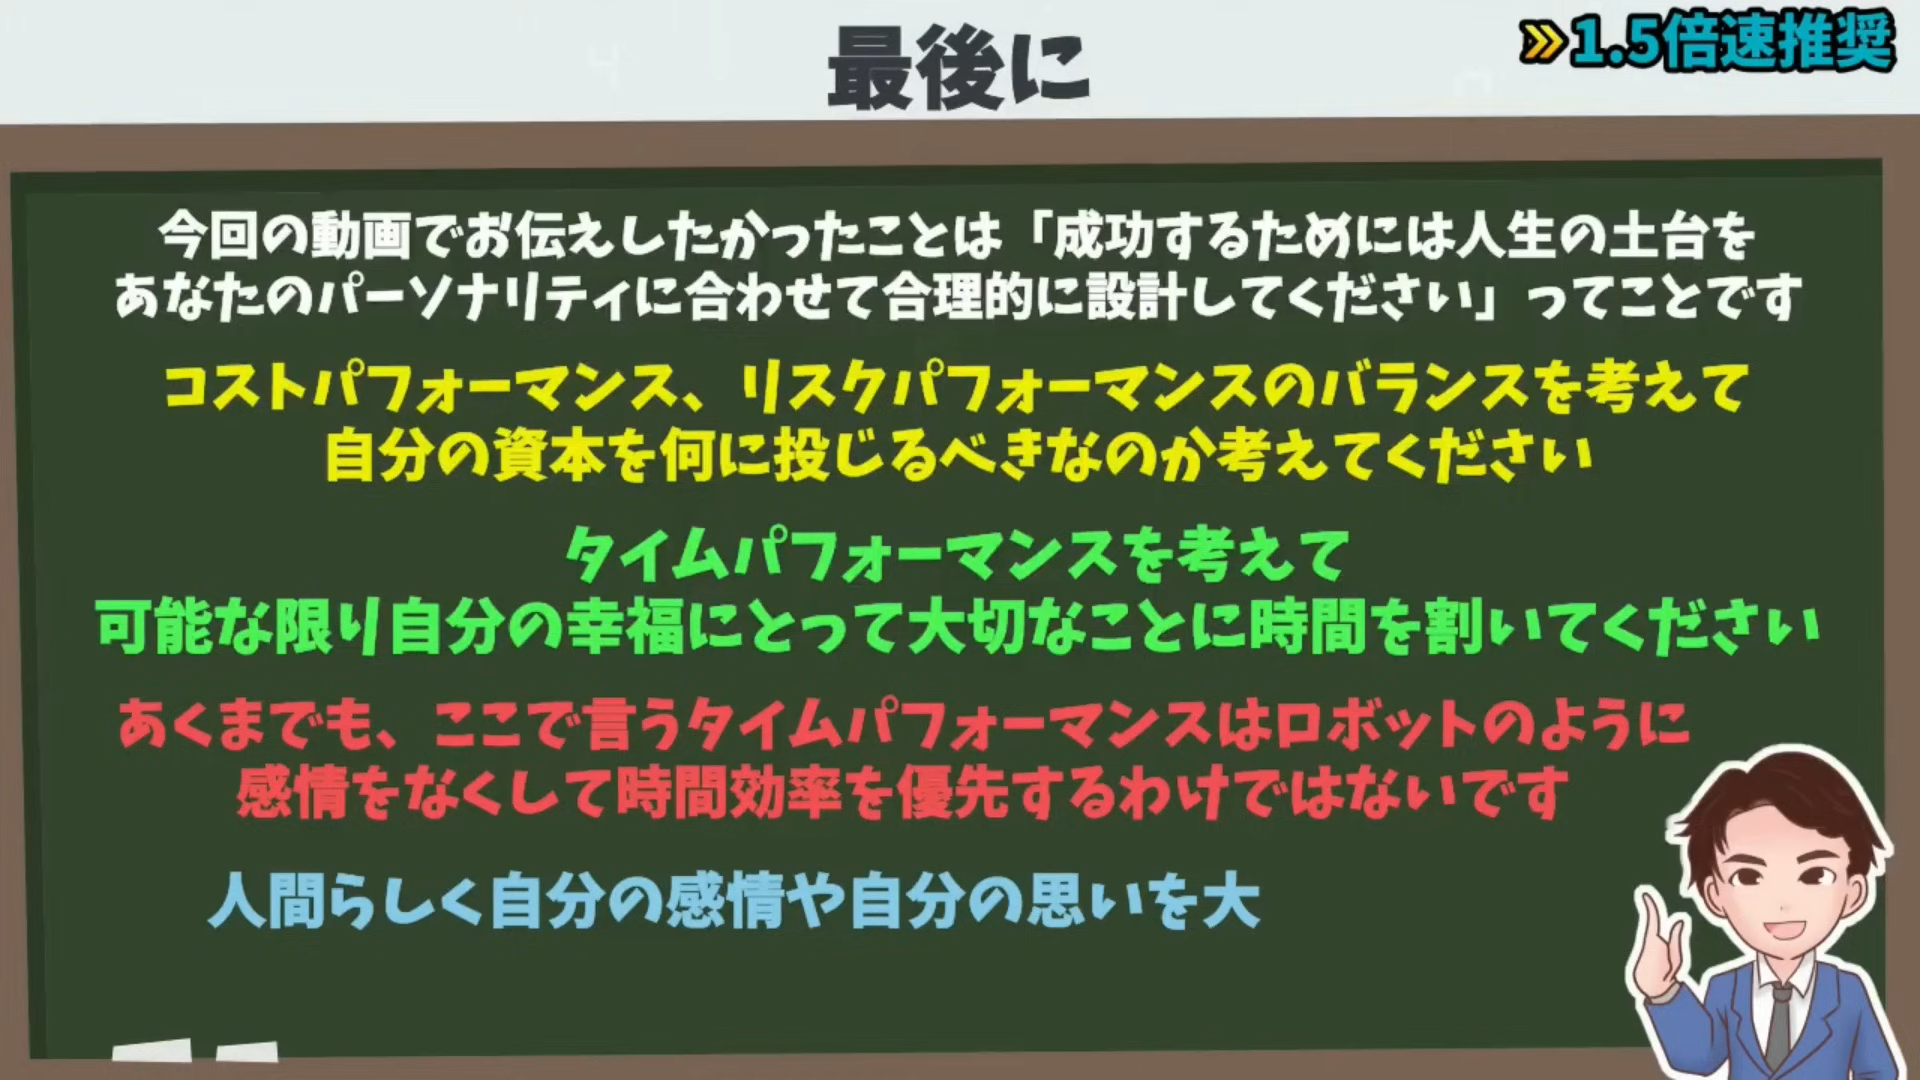 最後に
1.5倍速推奨
今回の動画でお伝えしたかったことは「成功するためには人生の土台を
あなたのパーソナリティに合わせて合理的に設計してください」ってことです
コストパフォーマンス、リスクパフォーマンスのバランスを考えて
自分の資本を何に投じるべきなのか考えてください
タイムパフォーマンスを考えて
可能な限り自分の幸福にとって大切なことに時間を割いてください
あくまでも、ここで言うタイムパフォーマンスはロボットのように
感情をなくして時間効率を優先するわけではないです
人間らしく自分の感情や自分の思いを大